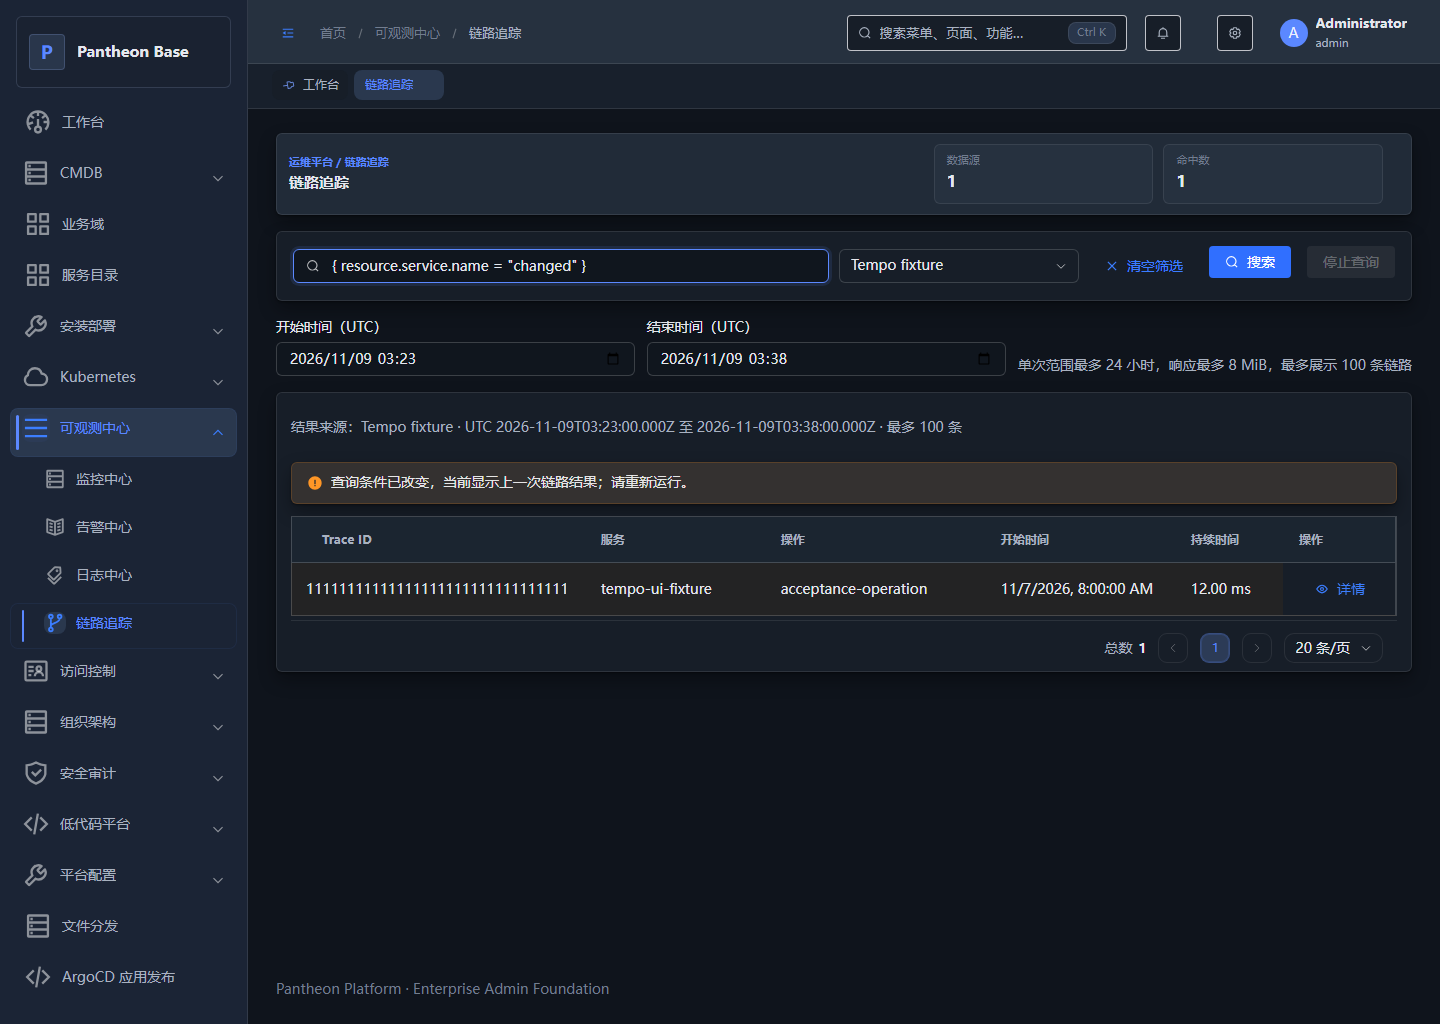 P Pantheon Base
工作台
CMDB
业务域
服务目录
安装部署
Kubernetes
可观测中心
监控中心
告警中心
日志中心
链路追踪
访问控制
组织架构
安全审计
低代码平台
平台配置
文件分发
ArgoCD 应用发布
首页 / 可观测中心 / 链路追踪
搜索菜单、页面、功能... Ctrl K
A Administrator
admin
工作台 链路追踪
运维平台 / 链路追踪
链路追踪
数据源
1
命中数
1
{ resource.service.name = "changed" }
Tempo fixture
清空筛选
搜索
停止查询
开始时间（UTC）
2026/11/09 03:23
结束时间（UTC）
2026/11/09 03:38
单次范围最多 24 小时，响应最多 8 MiB，最多展示 100 条链路
结果来源：Tempo fixture · UTC 2026-11-09T03:23:00.000Z 至 2026-11-09T03:38:00.000Z · 最多 100 条
查询条件已改变，当前显示上一次链路结果；请重新运行。
Trace ID 服务 操作 开始时间 持续时间 操作
11111111111111111111111111111111 tempo-ui-fixture acceptance-operation 11/7/2026, 8:00:00 AM 12.00 ms 详情
总数 1 1 20 条/页
Pantheon Platform · Enterprise Admin Foundation